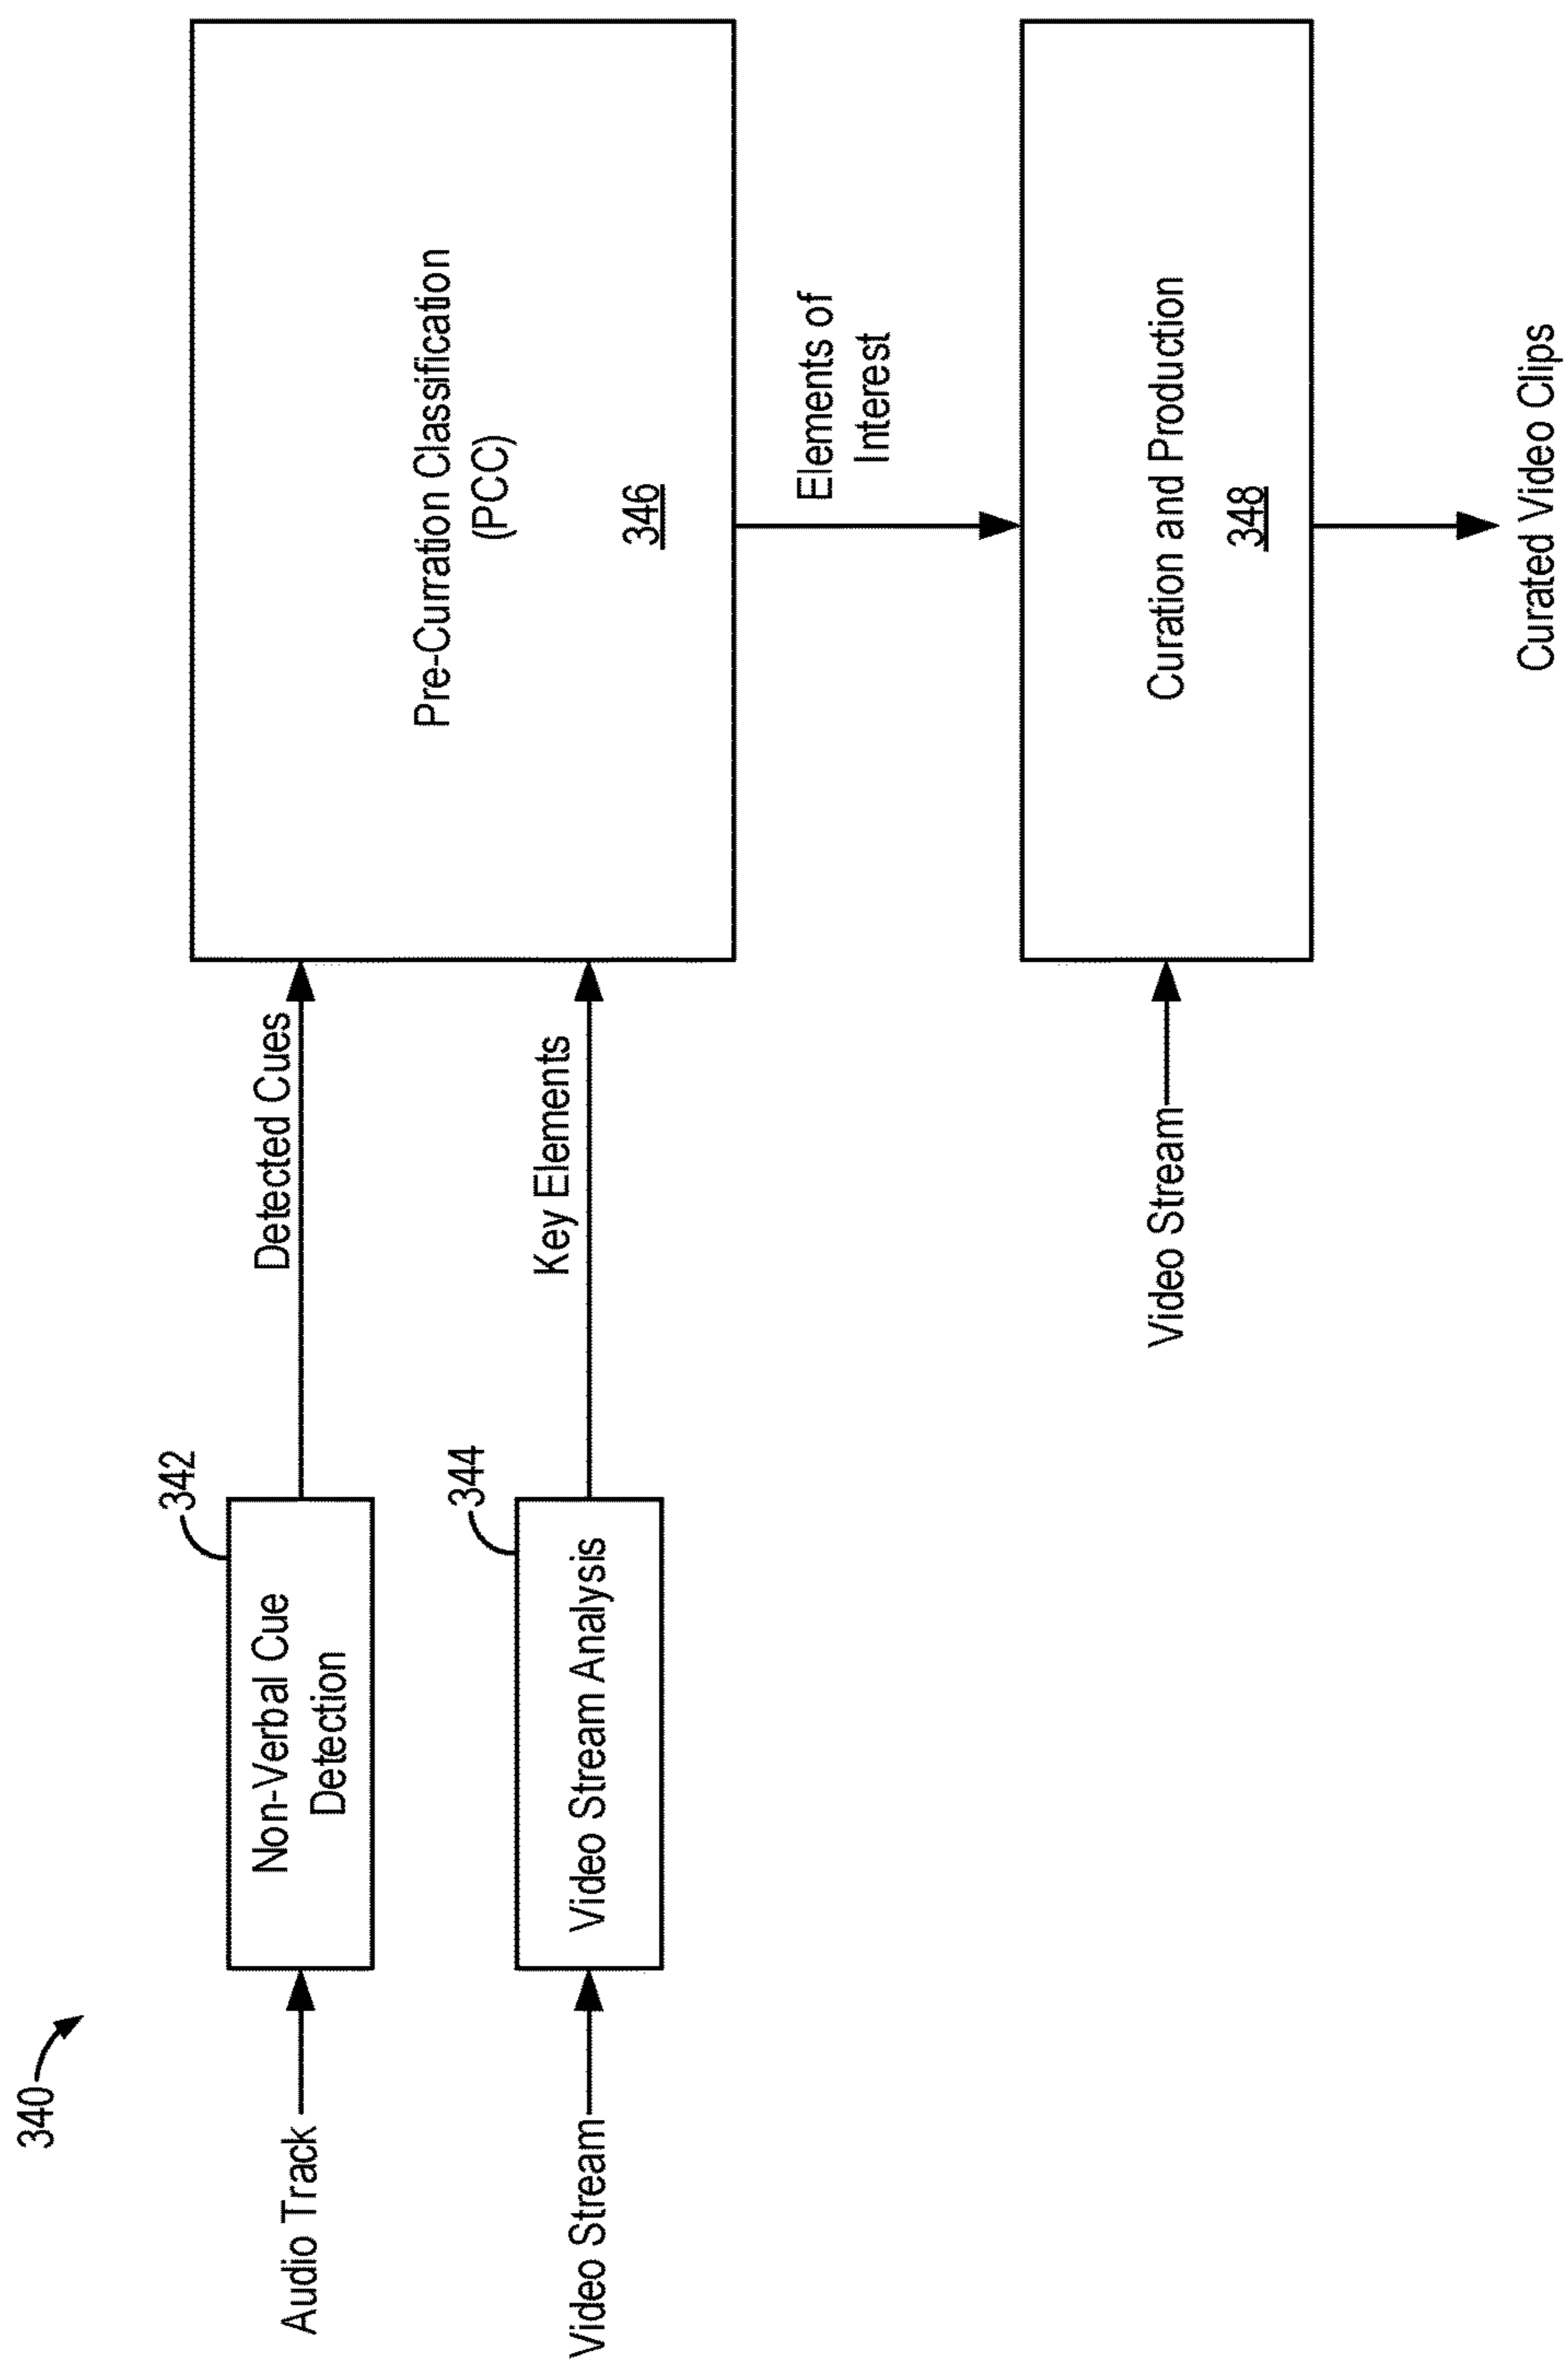 340
342
Audio Track
Non-Verbal Cue
Detection
Detected Cues
344
Video Stream
Video Stream Analysis
Key Elements
Pre-Curration Classification
(PCC)
346
Elements of
Interest
Video Stream
Curation and Production
348
Curated Video Clips